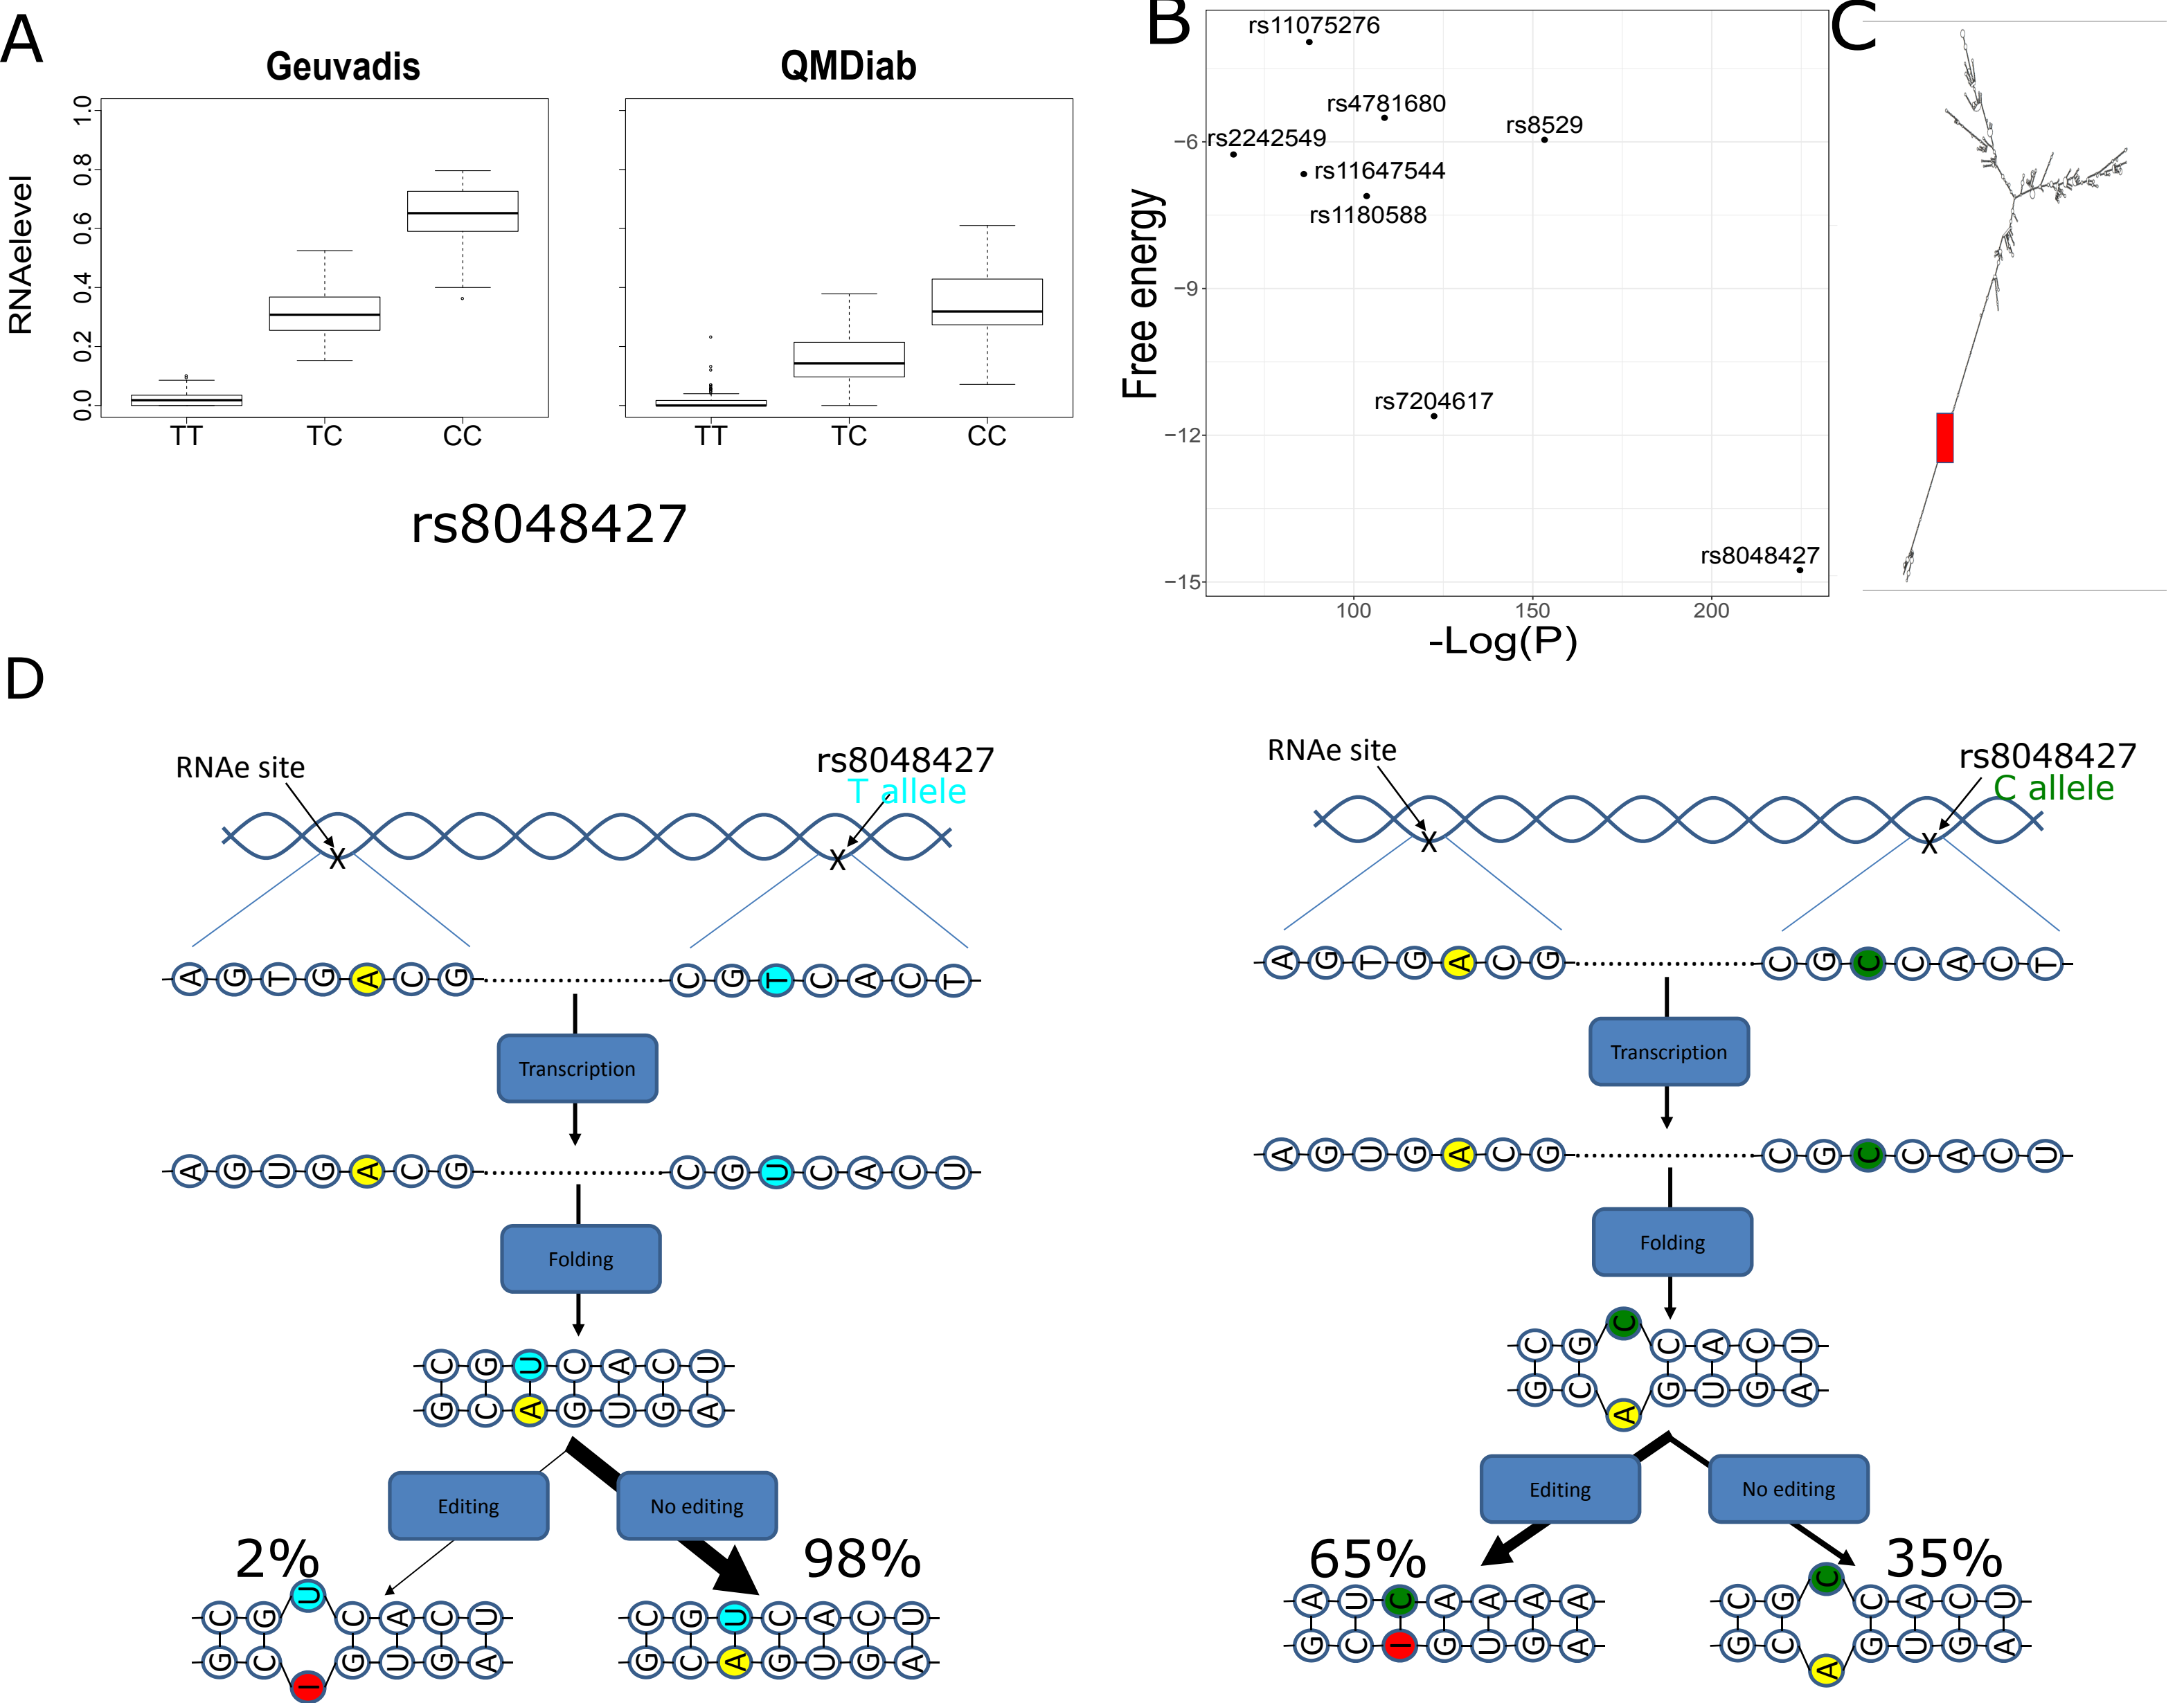 A
Geuvadis
QMDiab
RNAelevel
0.0 0.2 0.4 0.6 0.8 1.0
TT TC CC
TT TC CC
rs8048427
B
Free energy
rs11075276
rs4781680
rs8529
−6
rs2242549
rs11647544
rs1180588
−9
rs7204617
−12
rs8048427
−15
100 150 200
-Log(P)
C
D
RNAe site
rs8048427
T allele
X X
A G T G A C G C G T C A C T
Transcription
A G U G A C G C G U C A C U
Folding
C G U C A C U
G C A G U G A
Editing
No editing
2%
98%
C G U C A C U
G C I G U G A
C G U C A C U
G C A G U G A
RNAe site
rs8048427
C allele
X X
A G T G A C G C G C C A C T
Transcription
A G U G A C G C G C C A C U
Folding
C G C C A C U
G C A G U G A
Editing
No editing
65%
35%
A U C A A A A
G C I G U G A
C G C C A C U
G C A G U G A